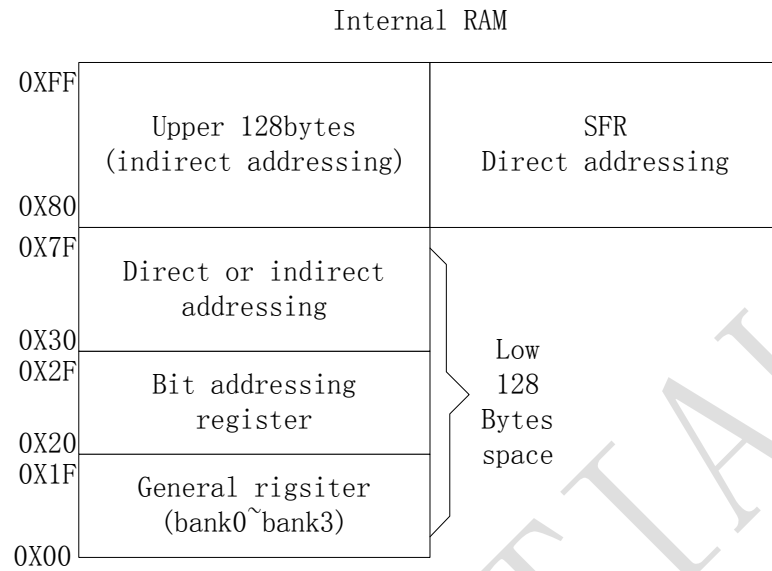 Internal RAM
0XFF
Upper 128bytes
(indirect addressing)
SFR
Direct addressing
0X80
0X7F
Direct or indirect
addressing
0X30
Low
128
Bytes
space
0X2F
Bit addressing
register
0X20
0X1F
General rigsiter
(bank0~bank3)
0X00
TIAL